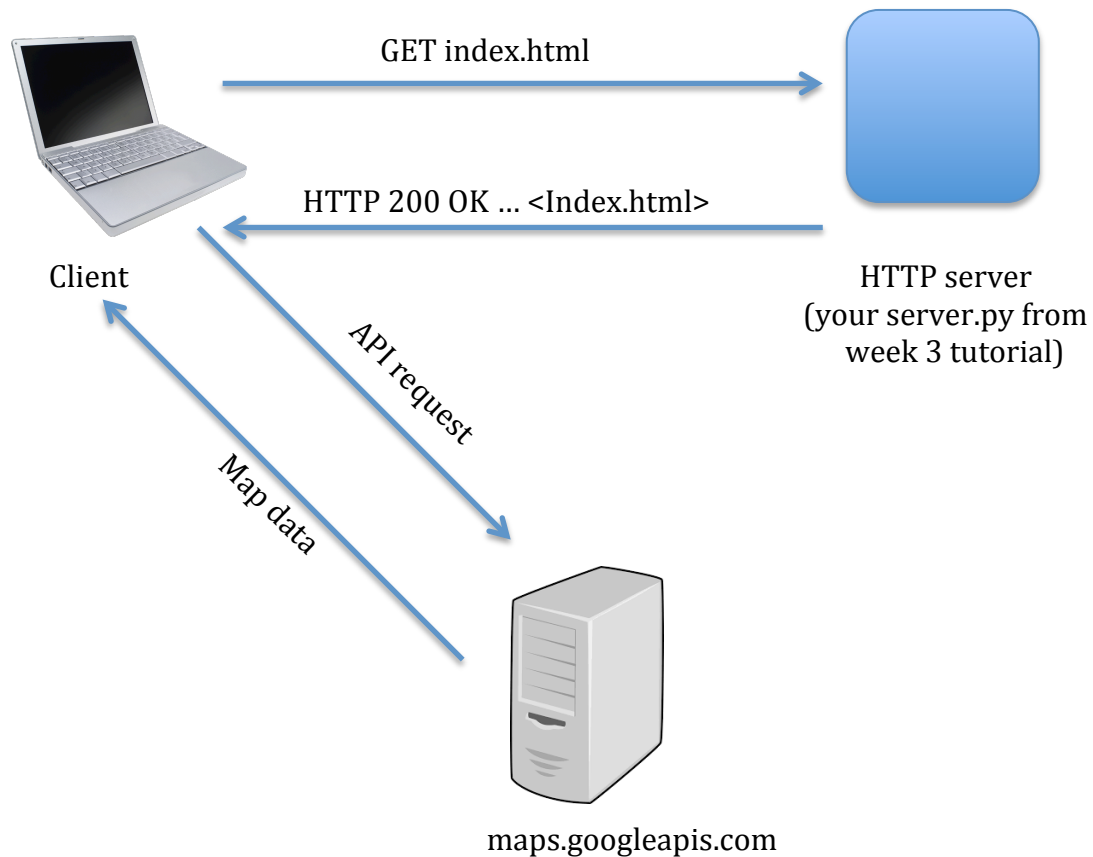 GET index.html
HTTP 200 OK … <Index.html>
Client
HTTP server
(your server.py from
week 3 tutorial)
API request
Map data
maps.googleapis.com